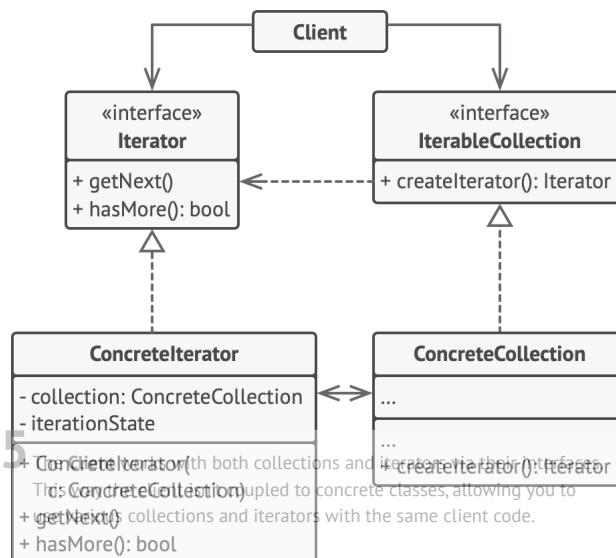 Client
«interface»
Iterator
+ getNext()
+ hasMore(): bool
«interface»
IterableCollection
+ createIterator(): Iterator
ConcreteIterator
- collection: ConcreteCollection
- iterationState
+ ConcreteIterator(
c: ConcreteCollection)
+ getNext()
+ hasMore(): bool
ConcreteCollection
...
...
+ createIterator(): Iterator
5
The Client works with both collections and iterators via their interfaces.
This way the client isn't coupled to concrete classes, allowing you to
use various collections and iterators with the same client code.